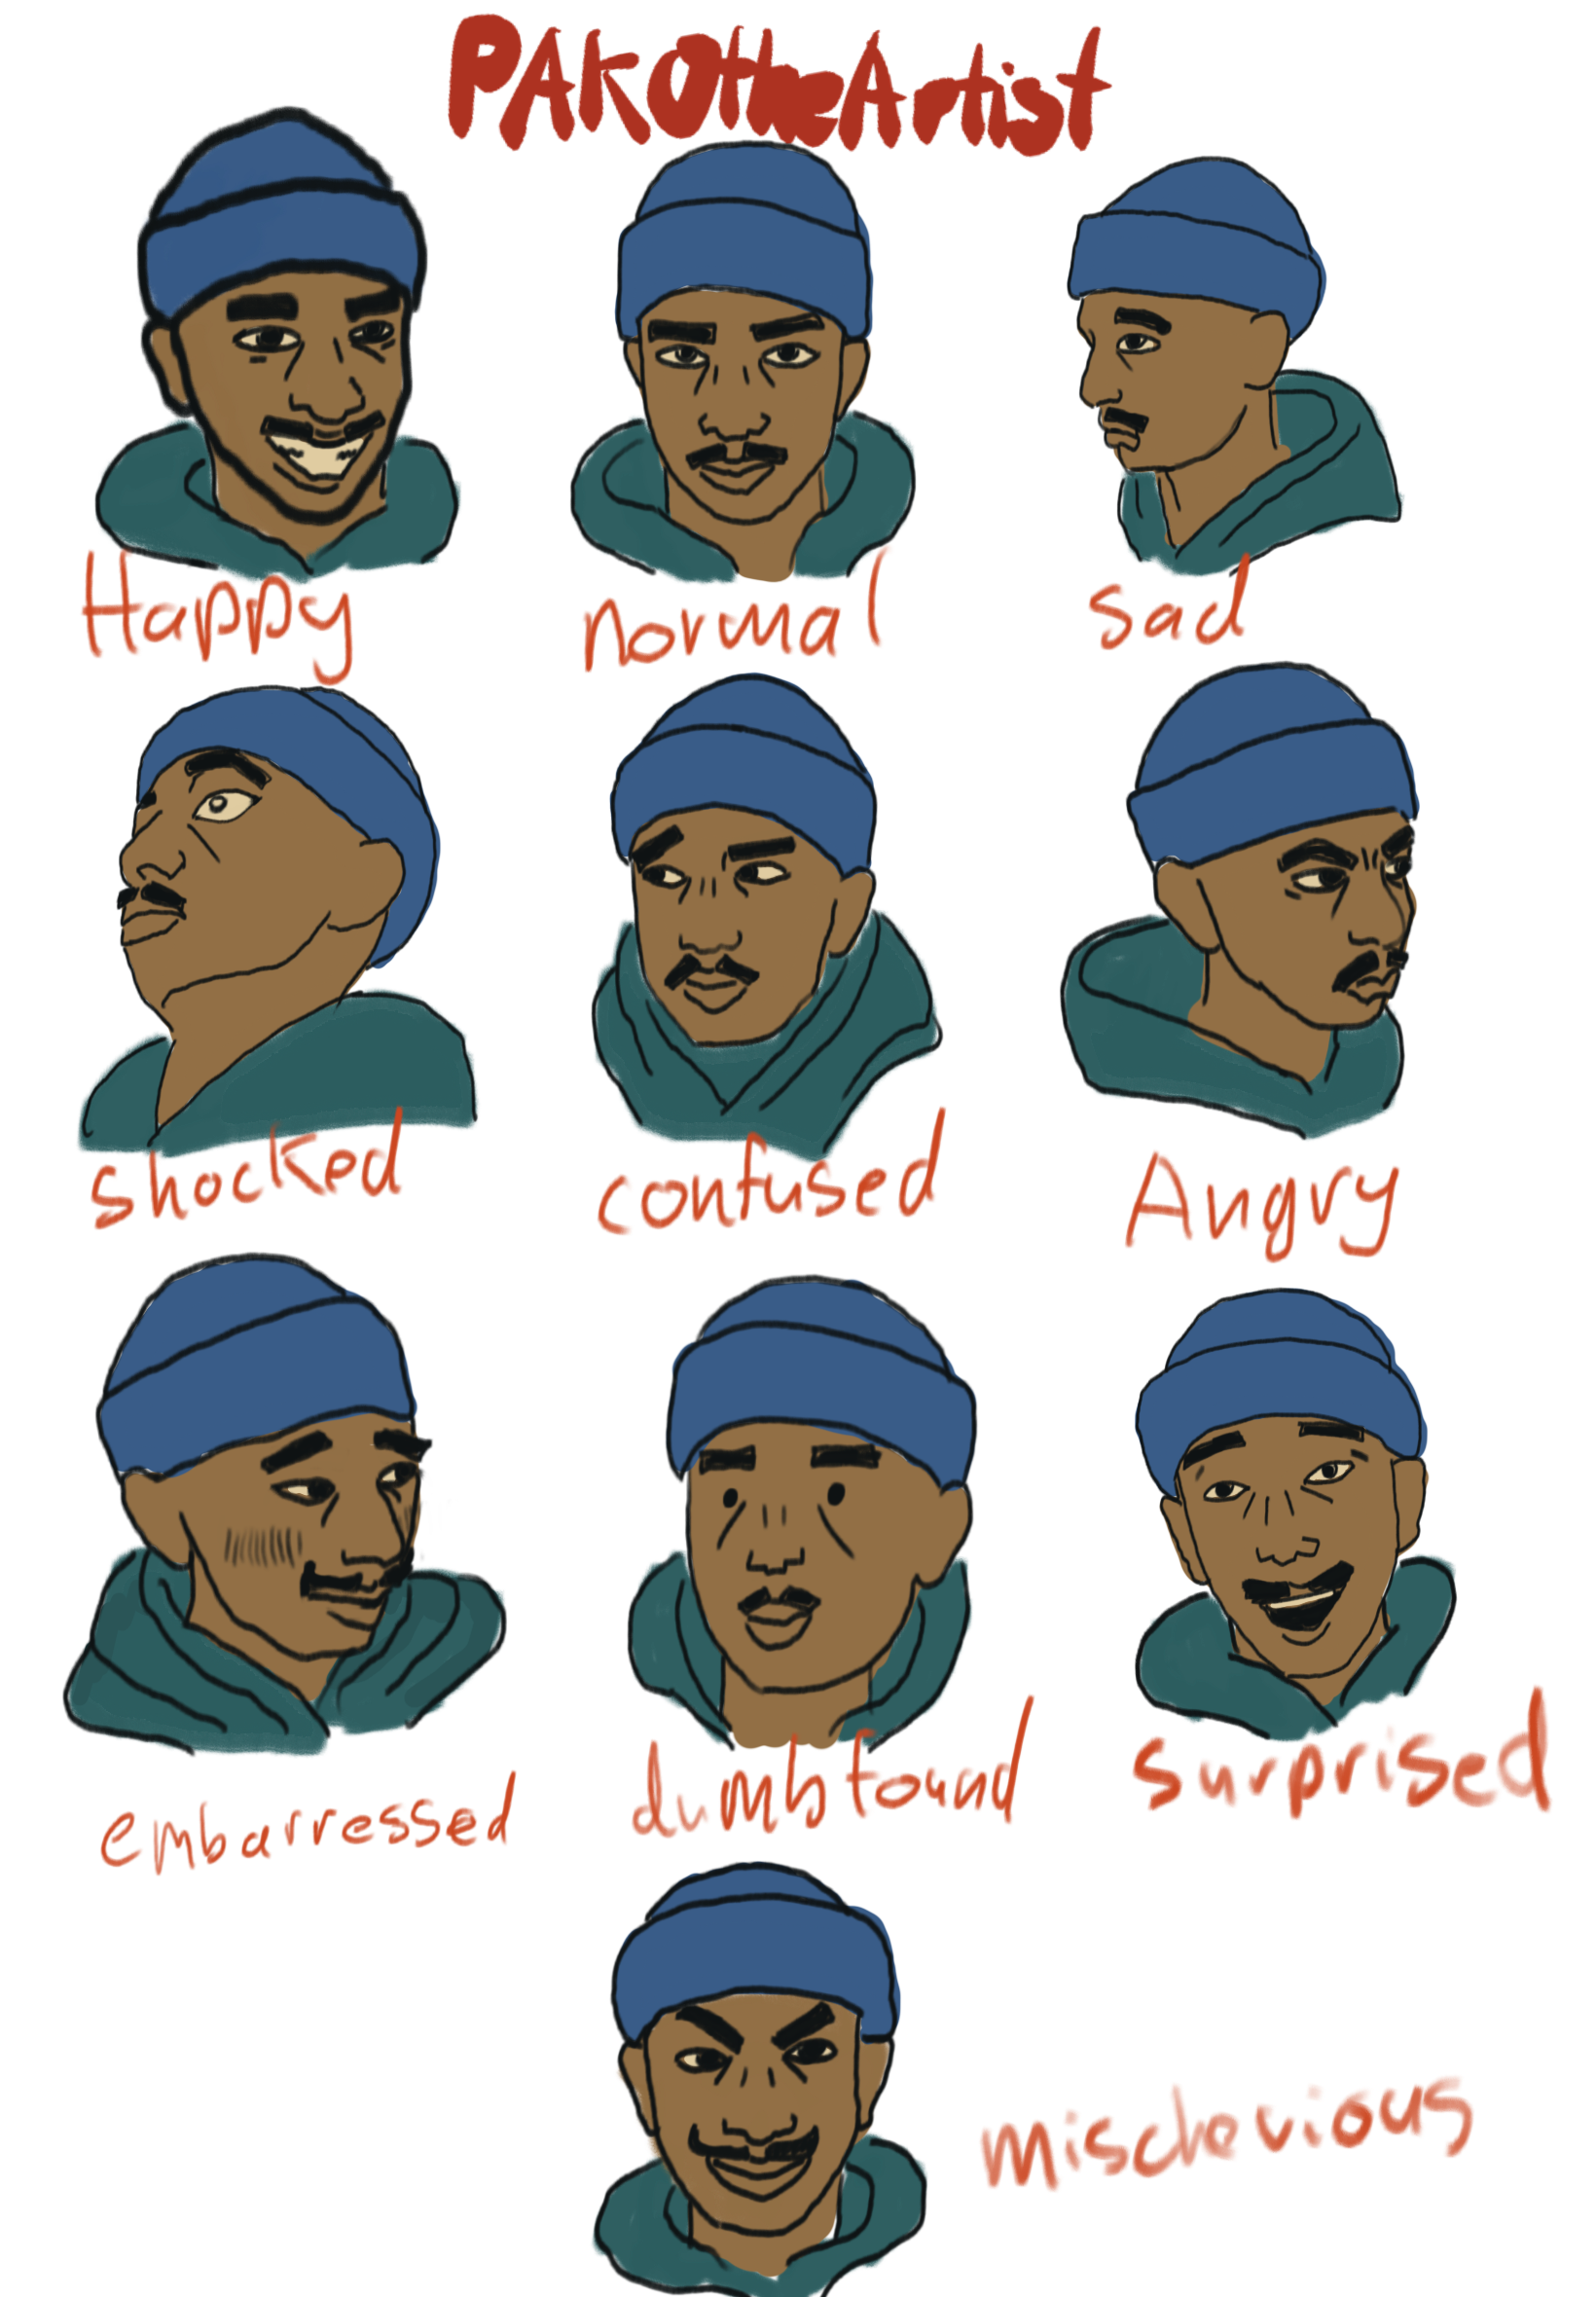 PAKOtheArtist
Happy
normal
sad
shocked
confused
Angry
embarressed
dumbfound
surprised
mischevious